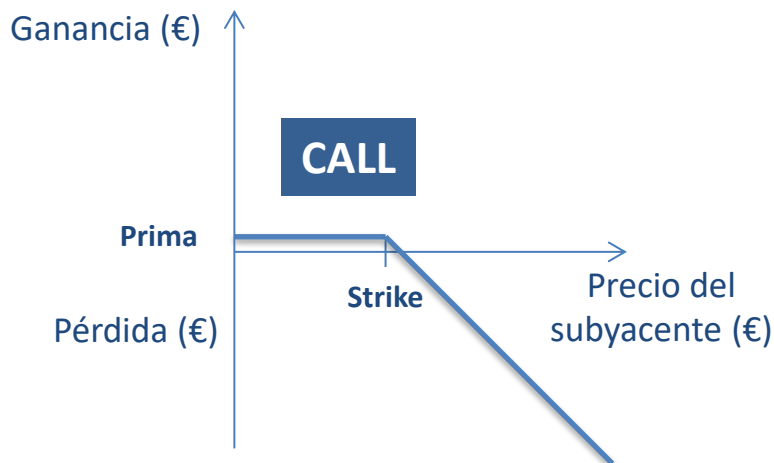 Ganancia (€)
CALL
Prima
Strike
Precio del
subyacente (€)
Pérdida (€)